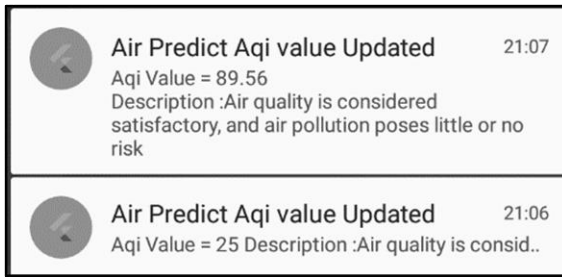 Air Predict Aqi value Updated 21:07
Aqi Value = 89.56
Description :Air quality is considered
satisfactory, and air pollution poses little or no
risk
Air Predict Aqi value Updated 21:06
Aqi Value = 25 Description :Air quality is consid..